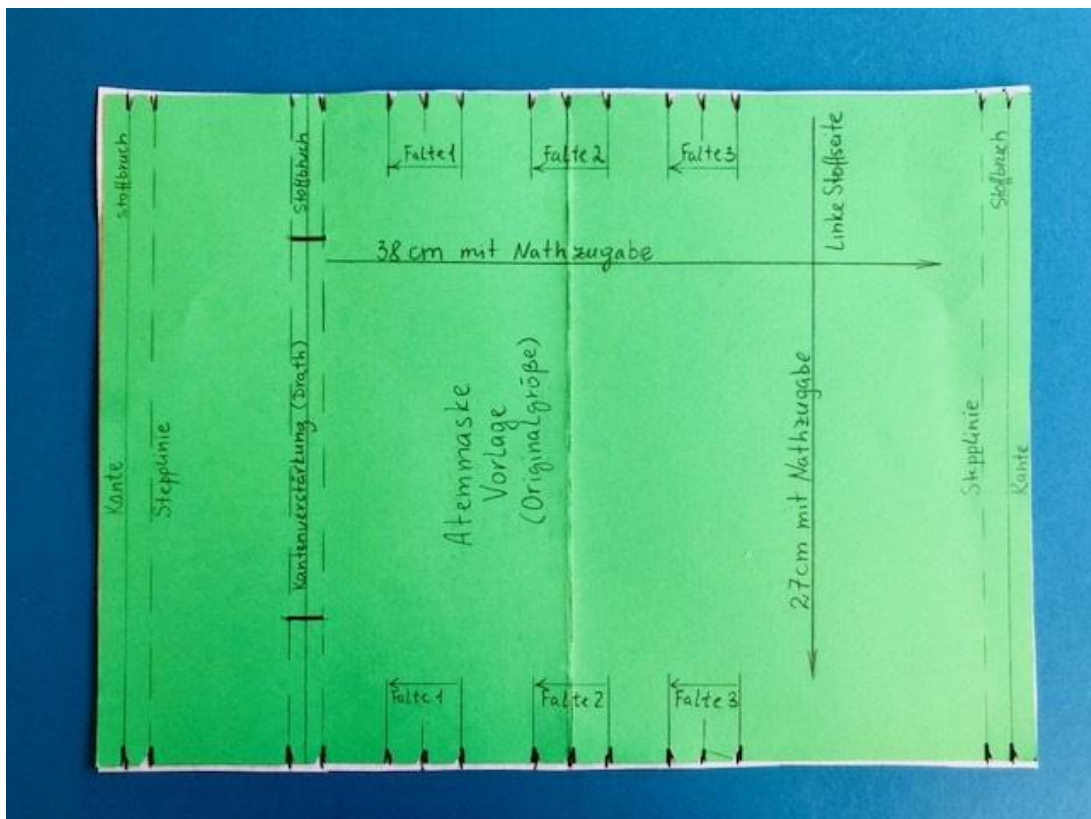 Stoffbruch
Kante
Stepplinie
Stoffbruch
Kantenverstärkung (Drath)
Falte 1
Falte 2
Falte 3
38 cm mit Nathzugabe
Atemmaske
Vorlage
(Originalgröße)
Linke Stoffseite
27cm mit Nathzugabe
Stepplinie
Stoffbruch
Kante
Falte 1
Falte 2
Falte 3